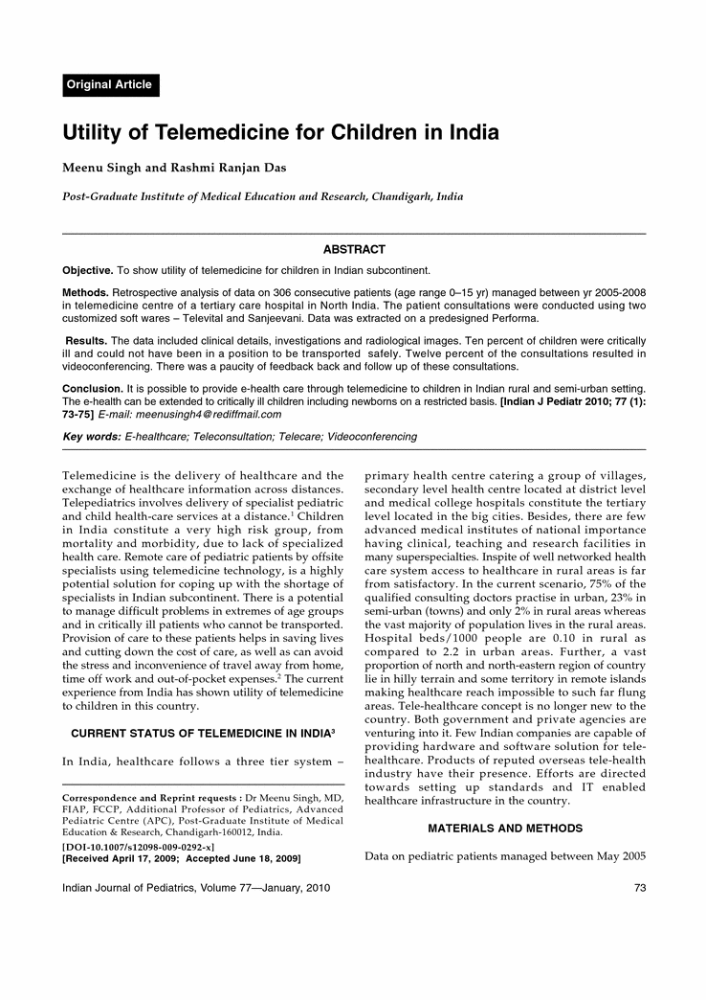 Original Article
Utility of Telemedicine for Children in India
Meenu Singh and Rashmi Ranjan Das
Post-Graduate Institute of Medical Education and Research, Chandigarh, India
ABSTRACT
Objective. To show utility of telemedicine for children in Indian subcontinent.
Methods. Retrospective analysis of data on 306 consecutive patients (age range 0–15 yr) managed between yr 2005-2008
in telemedicine centre of a tertiary care hospital in North India. The patient consultations were conducted using two
customized soft wares – Televital and Sanjeevani. Data was extracted on a predesigned Performa.
Results. The data included clinical details, investigations and radiological images. Ten percent of children were critically
ill and could not have been in a position to be transported safely. Twelve percent of the consultations resulted in
videoconferencing. There was a paucity of feedback back and follow up of these consultations.
Conclusion. It is possible to provide e-health care through telemedicine to children in Indian rural and semi-urban setting.
The e-health can be extended to critically ill children including newborns on a restricted basis. [Indian J Pediatr 2010; 77 (1):
73-75] E-mail: meenusingh4@rediffmail.com
Key words: E-healthcare; Teleconsultation; Telecare; Videoconferencing
Telemedicine is the delivery of healthcare and the
exchange of healthcare information across distances.
Telepediatrics involves delivery of specialist pediatric
and child health-care services at a distance.1 Children
in India constitute a very high risk group, from
mortality and morbidity, due to lack of specialized
health care. Remote care of pediatric patients by offsite
specialists using telemedicine technology, is a highly
potential solution for coping up with the shortage of
specialists in Indian subcontinent. There is a potential
to manage difficult problems in extremes of age groups
and in critically ill patients who cannot be transported.
Provision of care to these patients helps in saving lives
and cutting down the cost of care, as well as can avoid
the stress and inconvenience of travel away from home,
time off work and out-of-pocket expenses.2 The current
experience from India has shown utility of telemedicine
to children in this country.
CURRENT STATUS OF TELEMEDICINE IN INDIA3
In India, healthcare follows a three tier system –
Correspondence and Reprint requests : Dr Meenu Singh, MD,
FIAP, FCCP, Additional Professor of Pediatrics, Advanced
Pediatric Centre (APC), Post-Graduate Institute of Medical
Education & Research, Chandigarh-160012, India.
[DOI-10.1007/s12098-009-0292-x]
[Received April 17, 2009; Accepted June 18, 2009]
primary health centre catering a group of villages,
secondary level health centre located at district level
and medical college hospitals constitute the tertiary
level located in the big cities. Besides, there are few
advanced medical institutes of national importance
having clinical, teaching and research facilities in
many superspecialties. Inspite of well networked health
care system access to healthcare in rural areas is far
from satisfactory. In the current scenario, 75% of the
qualified consulting doctors practise in urban, 23% in
semi-urban (towns) and only 2% in rural areas whereas
the vast majority of population lives in the rural areas.
Hospital beds/1000 people are 0.10 in rural as
compared to 2.2 in urban areas. Further, a vast
proportion of north and north-eastern region of country
lie in hilly terrain and some territory in remote islands
making healthcare reach impossible to such far flung
areas. Tele-healthcare concept is no longer new to the
country. Both government and private agencies are
venturing into it. Few Indian companies are capable of
providing hardware and software solution for tele-
healthcare. Products of reputed overseas tele-health
industry have their presence. Efforts are directed
towards setting up standards and IT enabled
healthcare infrastructure in the country.
MATERIALS AND METHODS
Data on pediatric patients managed between May 2005
Indian Journal of Pediatrics, Volume 77—January, 2010
73